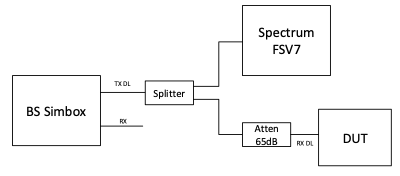 Spectrum
FSV7
TX DL
Splitter
BS Simbox
RX
Atten
65dB
RX DL
DUT